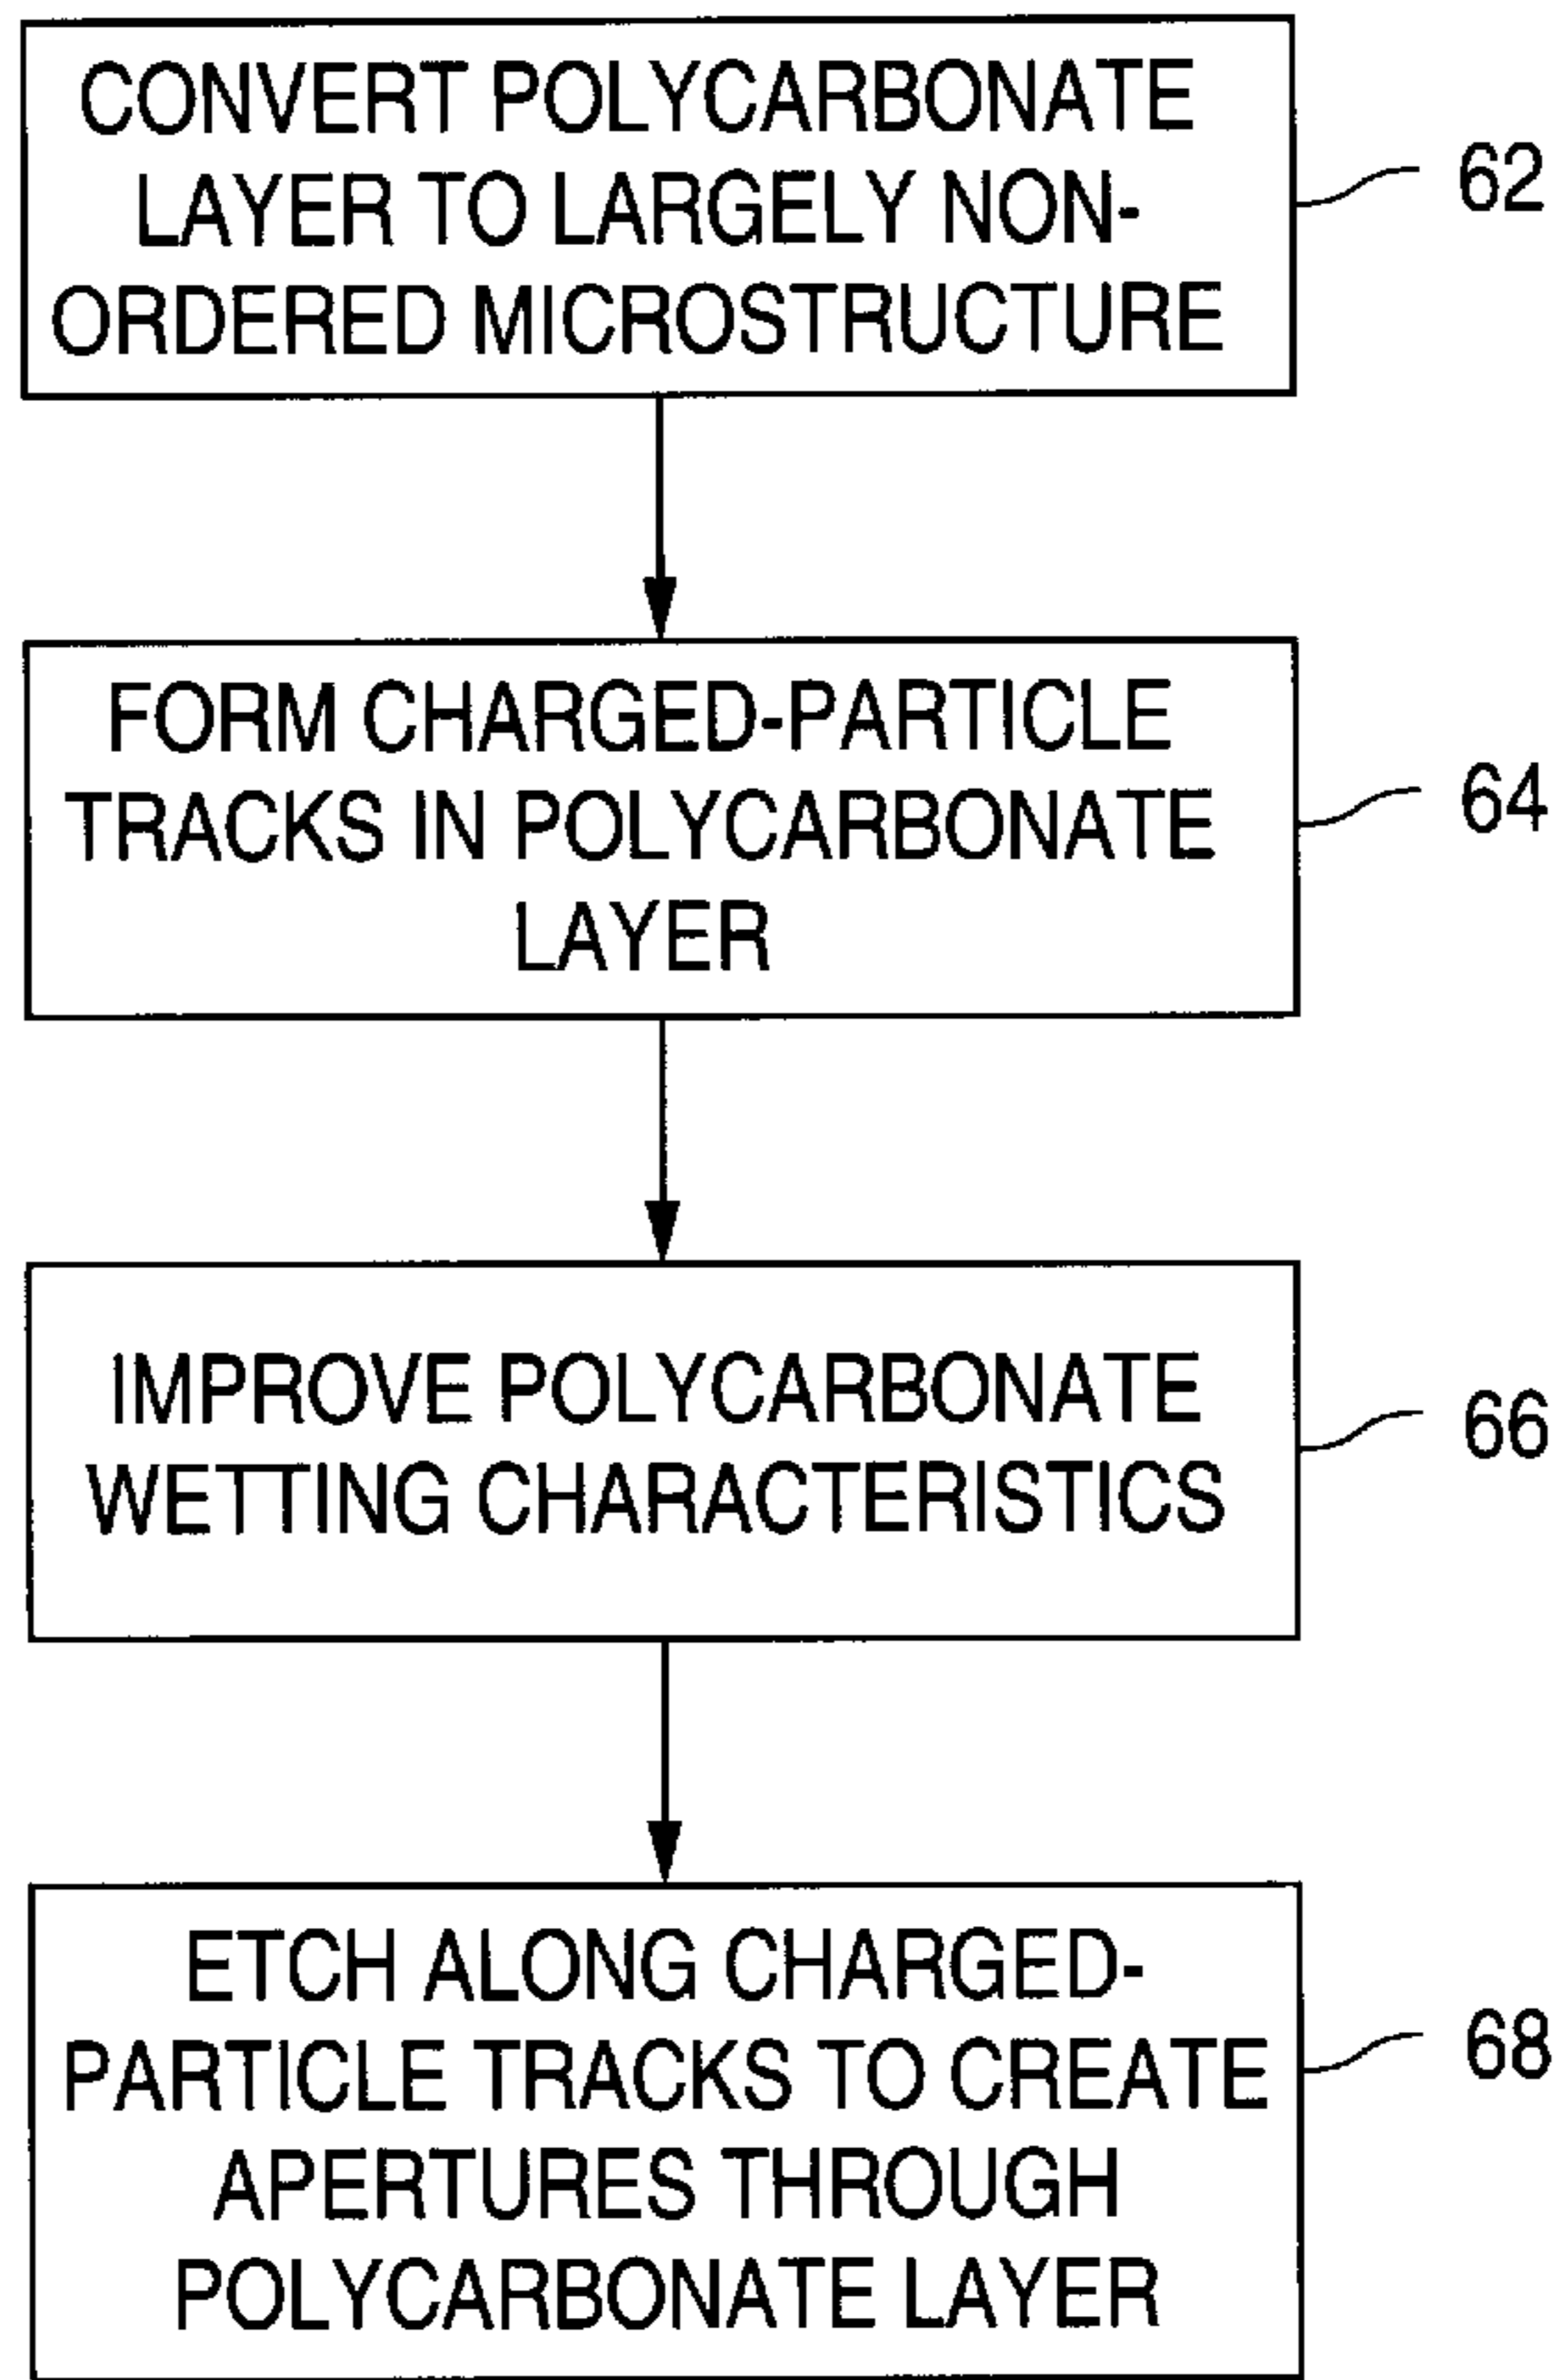 CONVERT POLYCARBONATE
LAYER TO LARGELY NON-
ORDERED MICROSTRUCTURE
62
FORM CHARGED-PARTICLE
TRACKS IN POLYCARBONATE
LAYER
64
IMPROVE POLYCARBONATE
WETTING CHARACTERISTICS
66
ETCH ALONG CHARGED-
PARTICLE TRACKS TO CREATE
APERTURES THROUGH
POLYCARBONATE LAYER
68